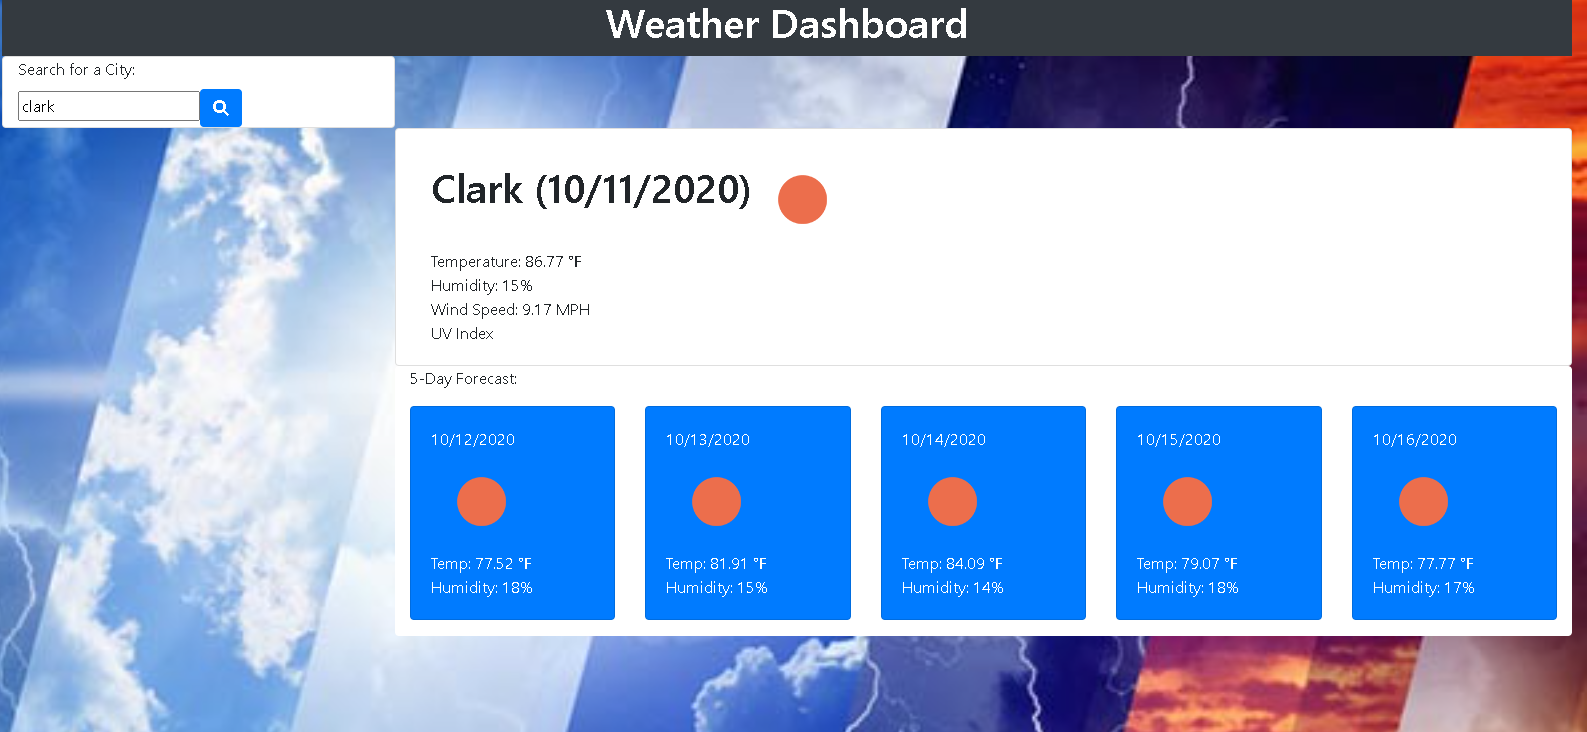 Weather Dashboard
Search for a City:
clark
Clark (10/11/2020)
Temperature: 86.77 °F
Humidity: 15%
Wind Speed: 9.17 MPH
UV Index
5-Day Forecast:
10/12/2020
Temp: 77.52 °F
Humidity: 18%
10/13/2020
Temp: 81.91 °F
Humidity: 15%
10/14/2020
Temp: 84.09 °F
Humidity: 14%
10/15/2020
Temp: 79.07 °F
Humidity: 18%
10/16/2020
Temp: 77.77 °F
Humidity: 17%